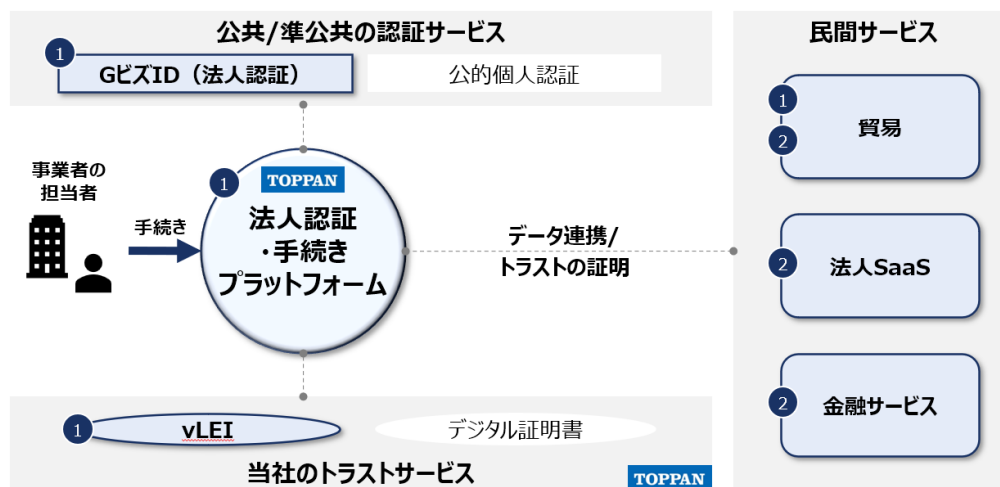 公共/準公共の認証サービス
1
GビズID（法人認証）
公的個人認証
事業者の
担当者
手続き
1
TOPPAN
法人認証
・手続き
プラットフォーム
データ連携/
トラストの証明
1
vLEI
デジタル証明書
当社のトラストサービス
TOPPAN
民間サービス
1
2
貿易
2
法人SaaS
2
金融サービス